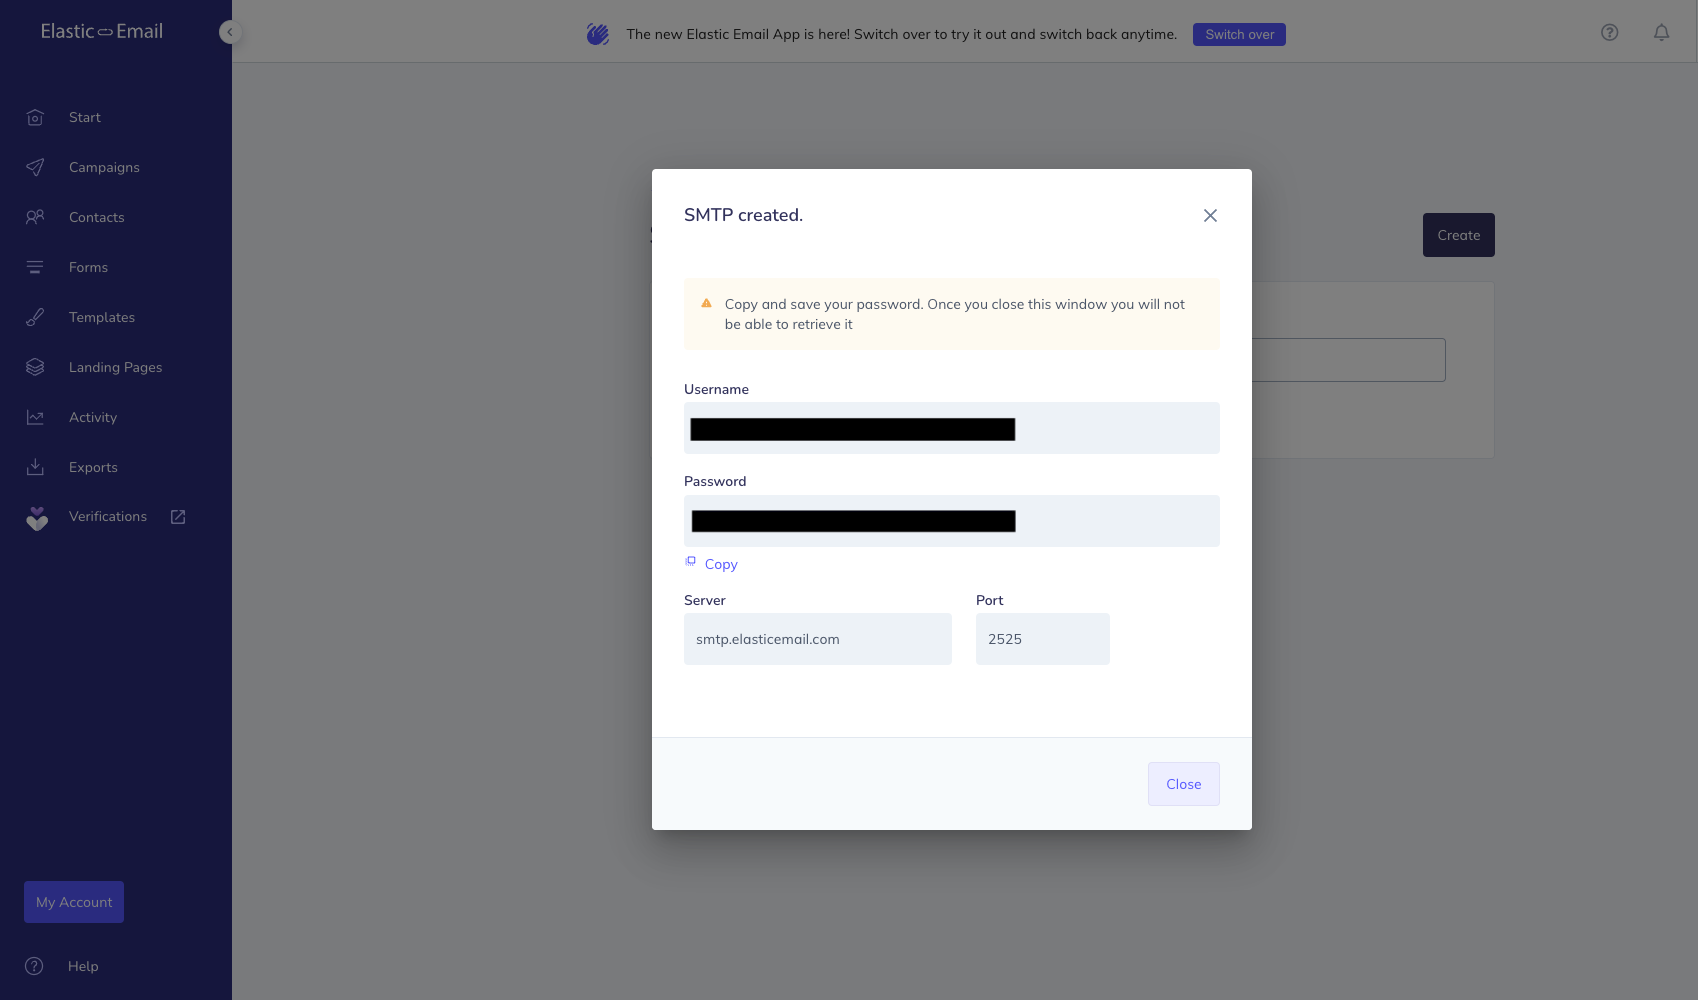 Elastic Email
The new Elastic Email App is here! Switch over to try it out and switch back anytime.
Switch over
Start
Campaigns
Contacts
Forms
Templates
Landing Pages
Activity
Exports
Verifications
My Account
Help
Create
SMTP created.
Copy and save your password. Once you close this window you will not
be able to retrieve it
Username
Password
Copy
Server
Port
smtp.elasticemail.com
2525
Close